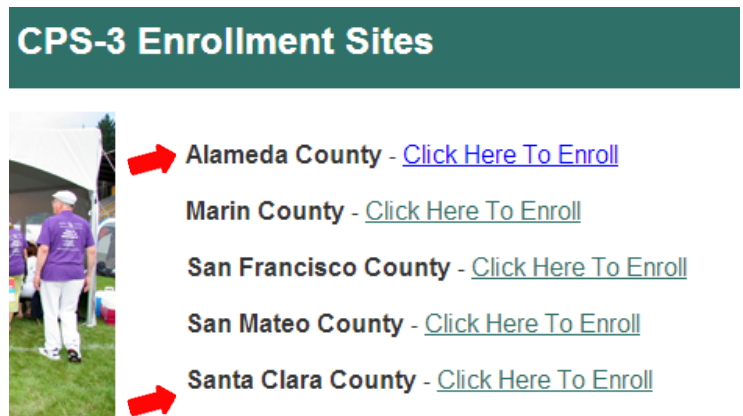 CPS-3 Enrollment Sites
Alameda County - Click Here To Enroll
Marin County - Click Here To Enroll
San Francisco County - Click Here To Enroll
San Mateo County - Click Here To Enroll
Santa Clara County - Click Here To Enroll